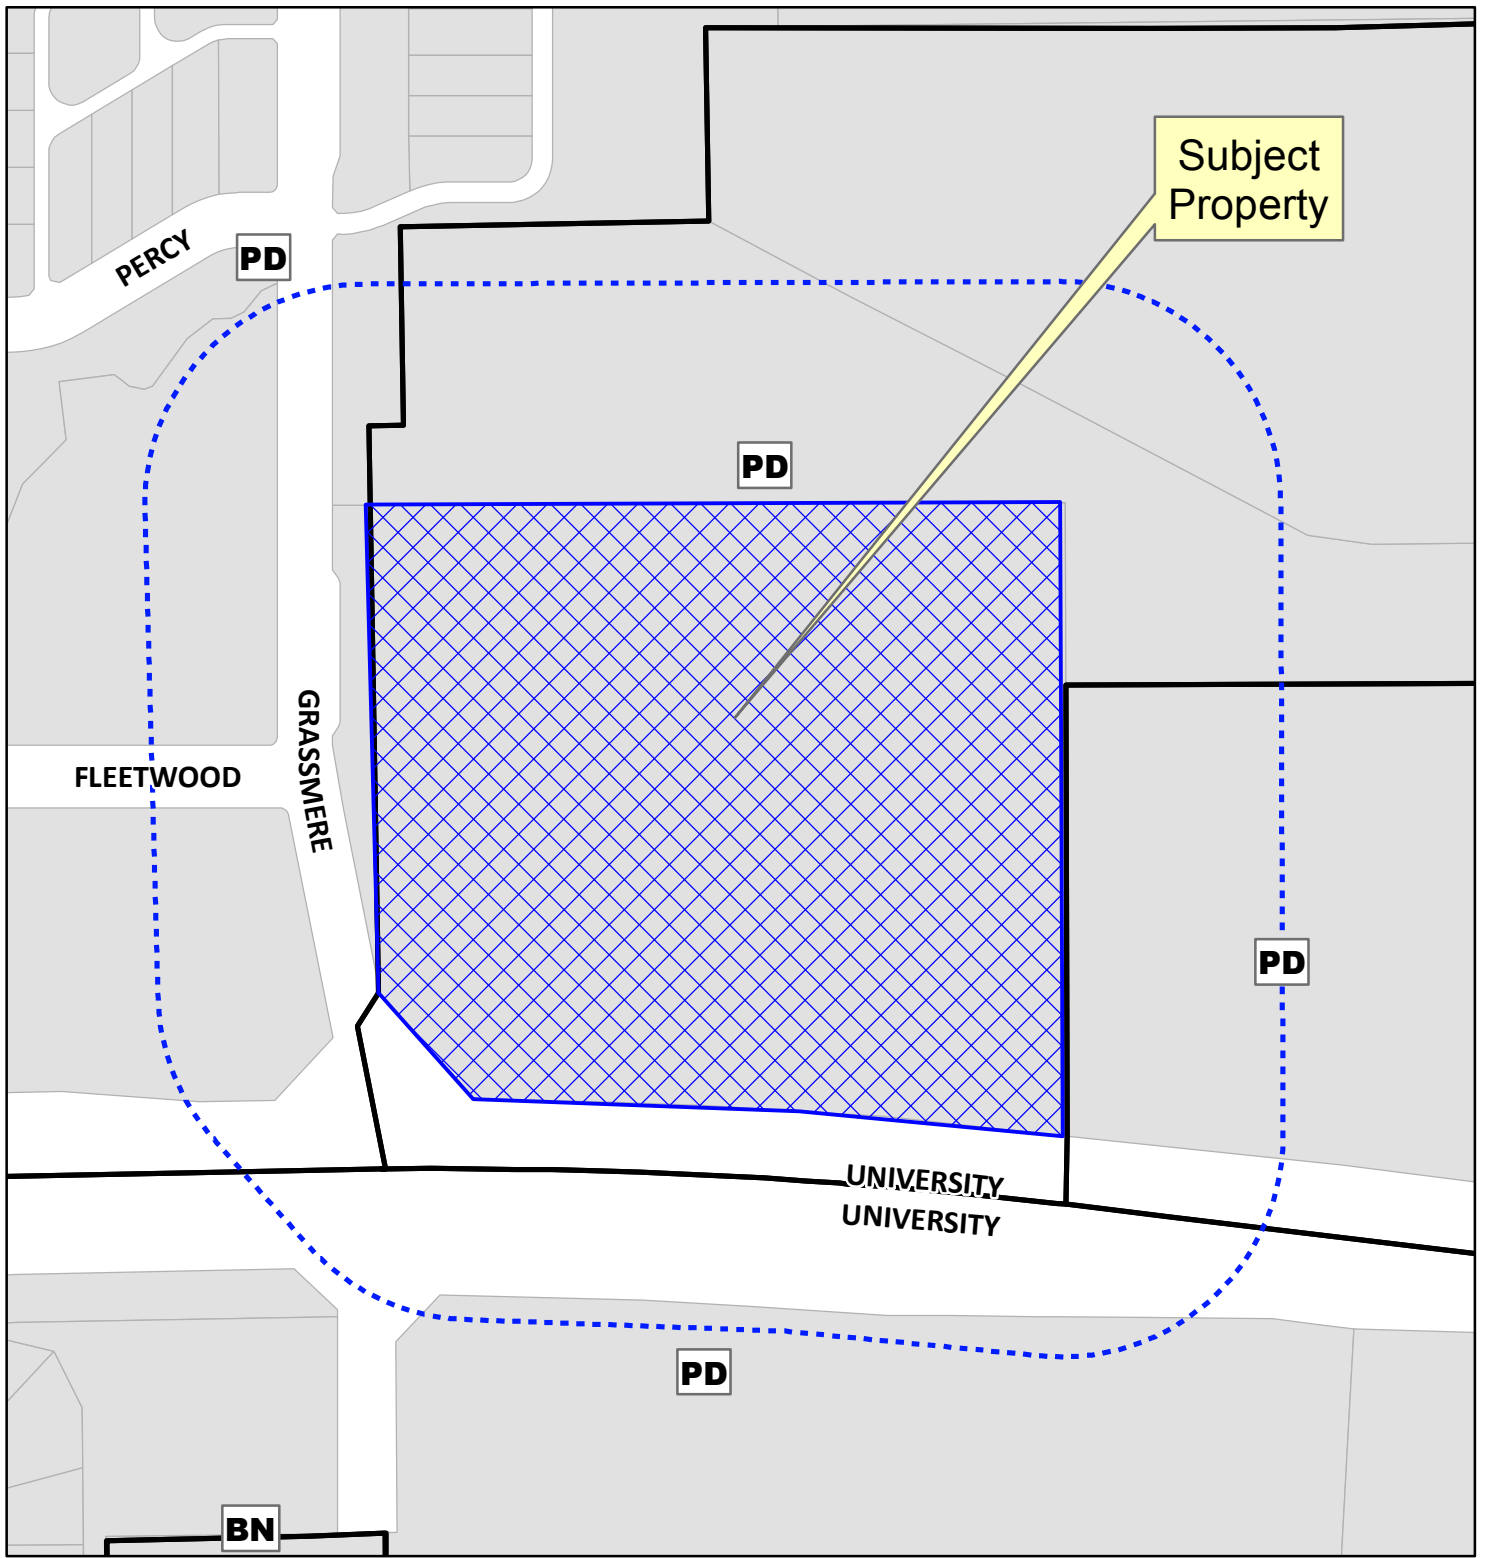 Subject
Property
PERCY
PD
PD
GRASSMERE
FLEETWOOD
PD
UNIVERSITY
UNIVERSITY
PD
BN